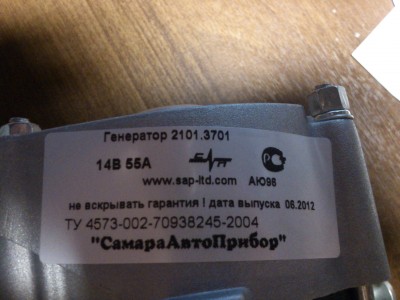 Генератор 2101.3701
14В 55А
www.sap-ltd.com АЮ96
не вскрывать гарантия ! дата выпуска 06.2012
ТУ 4573-002-70938245-2004
"СамараАвтоПрибор"